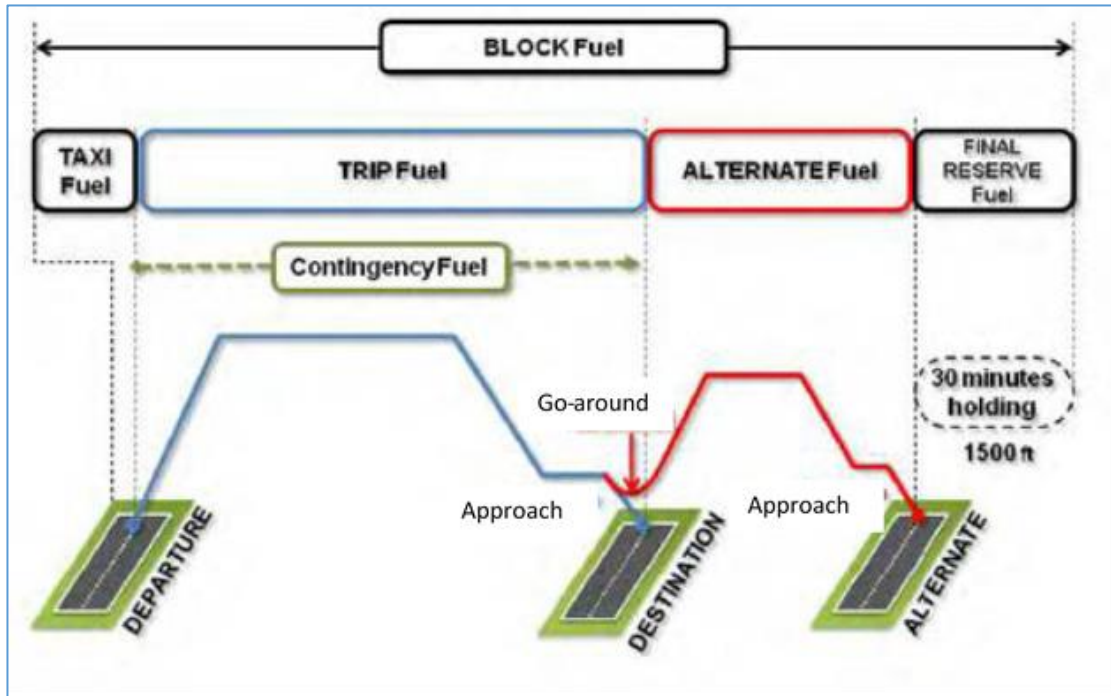 BLOCK Fuel
TAXI
Fuel
TRIP Fuel
ALTERNATE Fuel
FINAL
RESERVE
Fuel
Contingency Fuel
30 minutes
holding
1500 ft
Go-around
Approach
Approach
DEPARTURE
DESTINATION
ALTERNATE